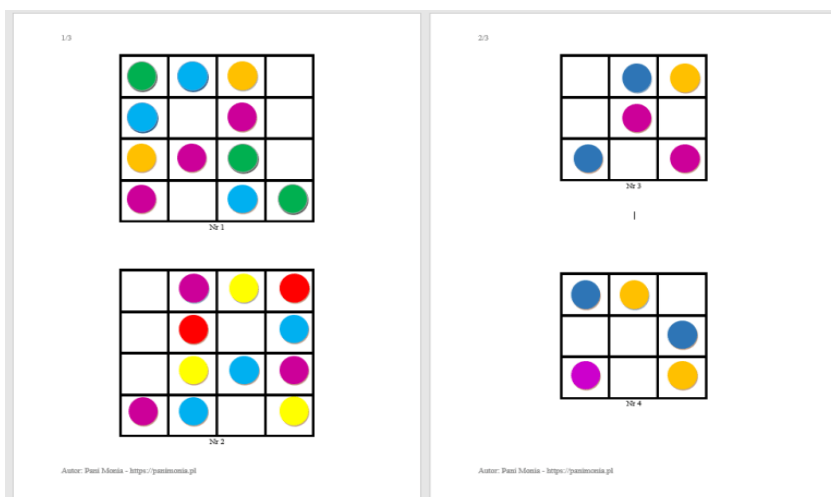 1/3
Nr 1
Nr 2
Autor: Pani Monia - https://panimonia.pl
2/3
Nr 3
Nr 4
Autor: Pani Monia - https://panimonia.pl